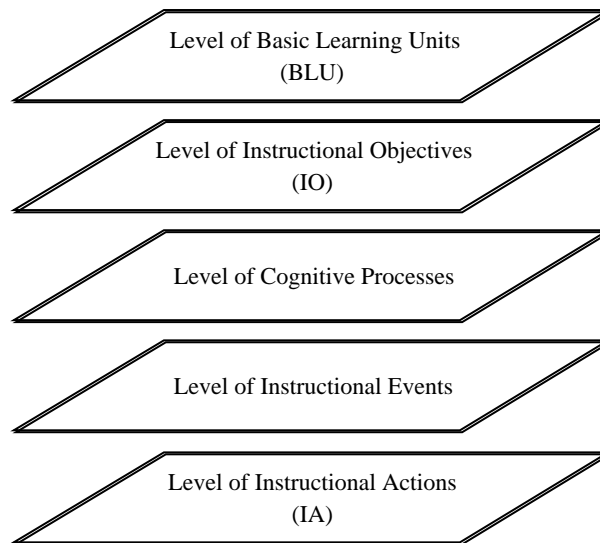 Level of Basic Learning Units
(BLU)
Level of Instructional Objectives
(IO)
Level of Cognitive Processes
Level of Instructional Events
Level of Instructional Actions
(IA)